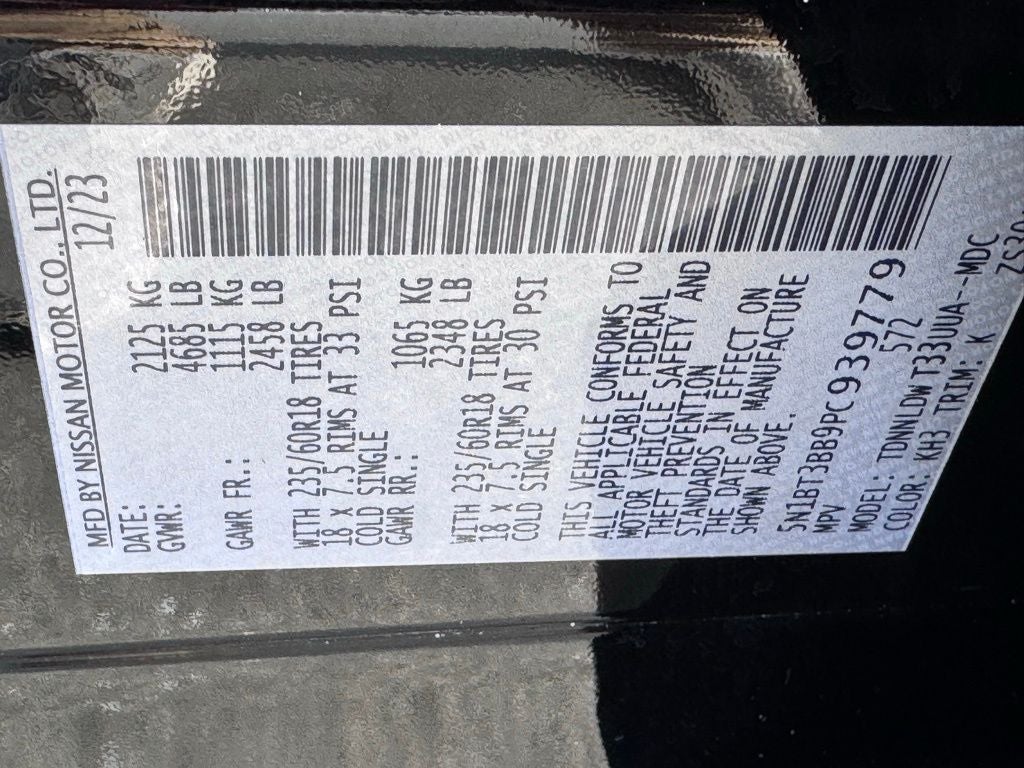 MFD BY NISSAN MOTOR CO., LTD.
DATE: 12/23
GVWR: 2125 KG
4685 LB
GAWR FR.: 1115 KG
2458 LB
WITH 235/60R18 TIRES
18 X 7.5 RIMS AT 33 PSI
COLD SINGLE
GAWR RR.: 1065 KG
2348 LB
WITH 235/60R18 TIRES
18 X 7.5 RIMS AT 30 PSI
COLD SINGLE
THIS VEHICLE CONFORMS TO
ALL APPLICABLE FEDERAL
MOTOR VEHICLE SAFETY AND
THEFT PREVENTION
STANDARDS IN EFFECT ON
THE DATE OF MANUFACTURE
SHOWN ABOVE.
5N1BT3BB9PC939779
MPV 572
MODEL: TDNNLDWT33UUA--MDC
COLOR: KH3 TRIM: K ZS30